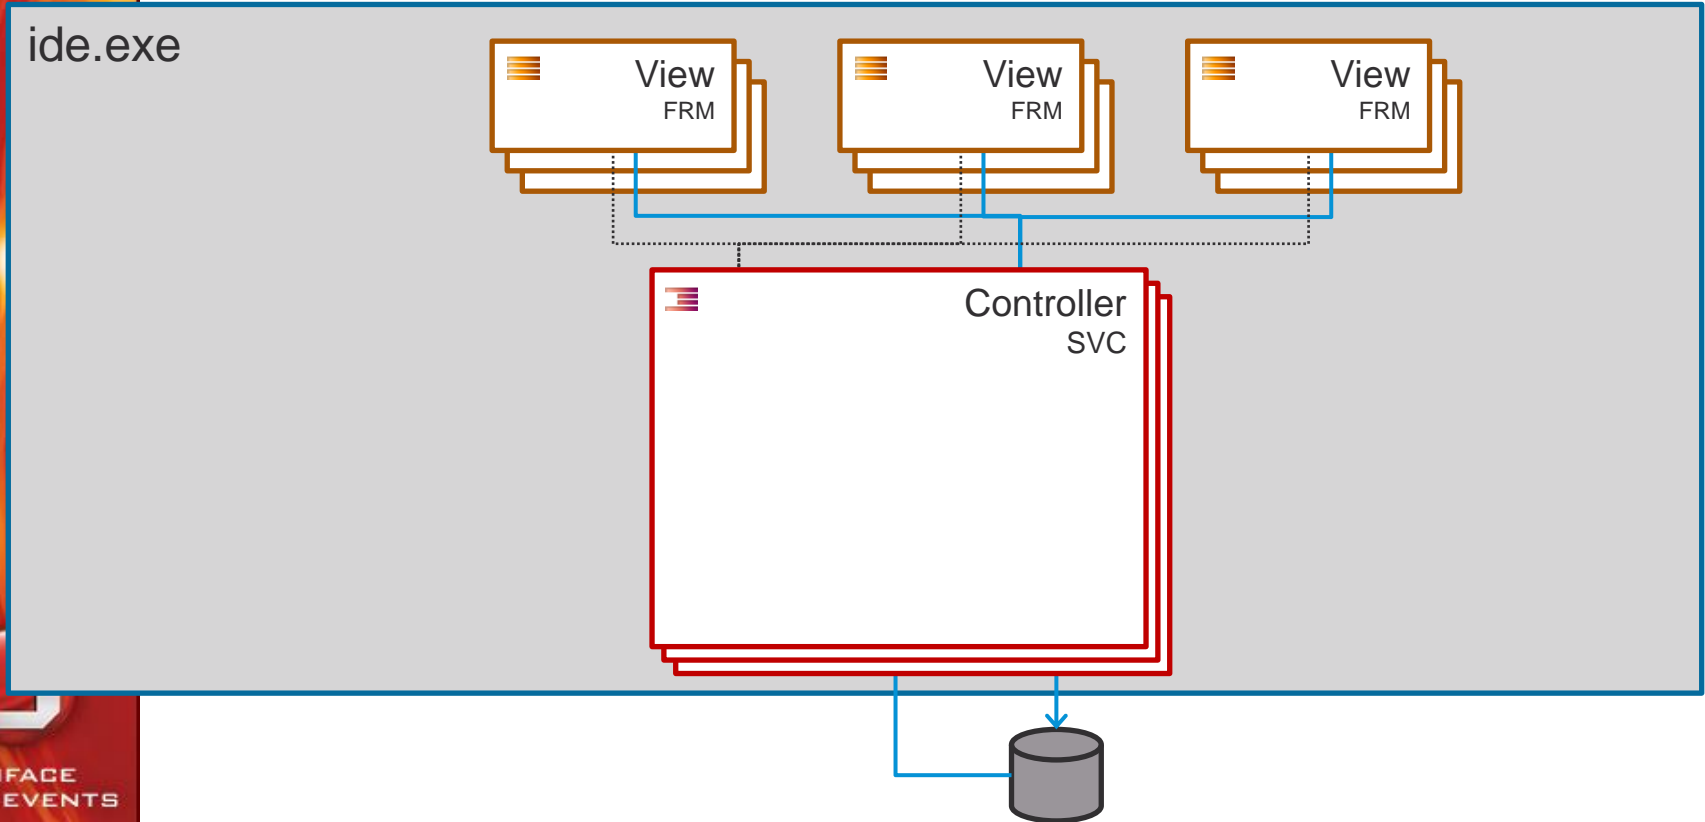 ide.exe
View
FRM
View
FRM
View
FRM
Controller
SVC
FACE
EVENTS